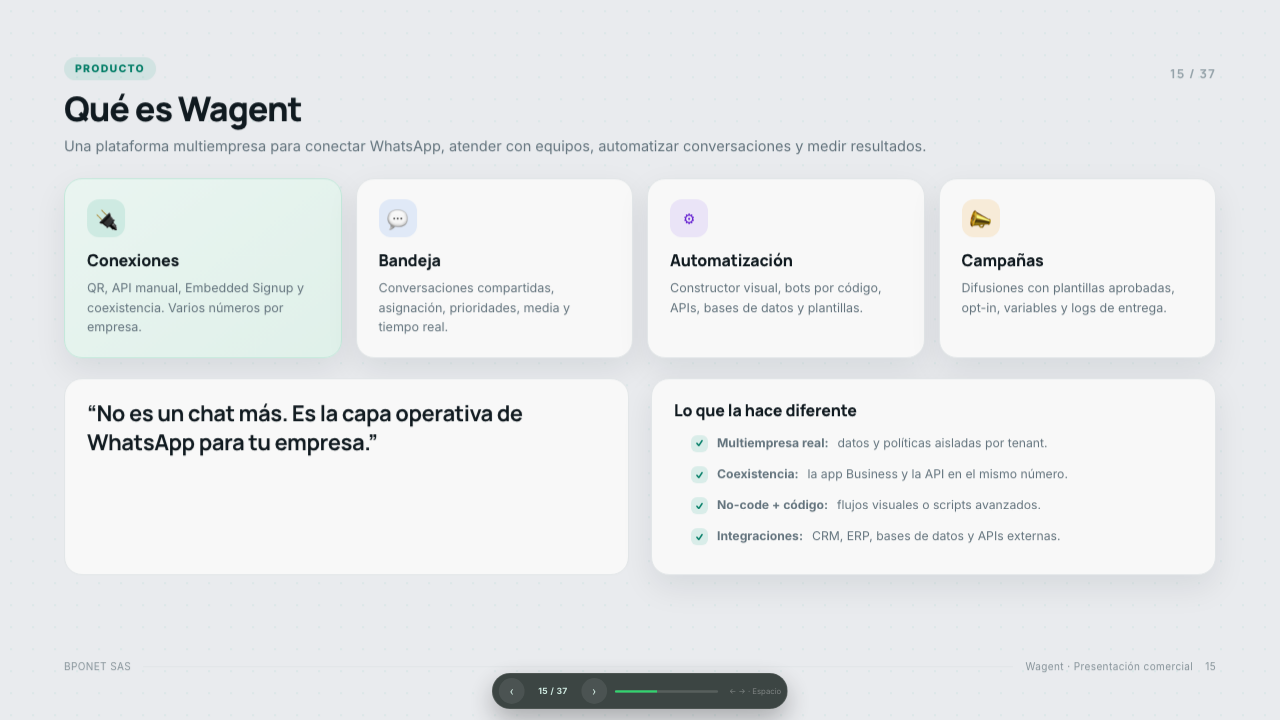 PRODUCTO
15 / 37
Qué es Wagent
Una plataforma multiempresa para conectar WhatsApp, atender con equipos, automatizar conversaciones y medir resultados.
Conexiones
QR, API manual, Embedded Signup y
coexistencia. Varios números por
empresa.
Bandeja
Conversaciones compartidas,
asignación, prioridades, media y
tiempo real.
Automatización
Constructor visual, bots por código,
APIs, bases de datos y plantillas.
Campañas
Difusiones con plantillas aprobadas,
opt-in, variables y logs de entrega.
“No es un chat más. Es la capa operativa de
WhatsApp para tu empresa.”
Lo que la hace diferente
Multiempresa real: datos y políticas aisladas por tenant.
Coexistencia: la app Business y la API en el mismo número.
No-code + código: flujos visuales o scripts avanzados.
Integraciones: CRM, ERP, bases de datos y APIs externas.
BPONET SAS
Wagent · Presentación comercial 15
‹ 15 / 37 › ← → · Espacio